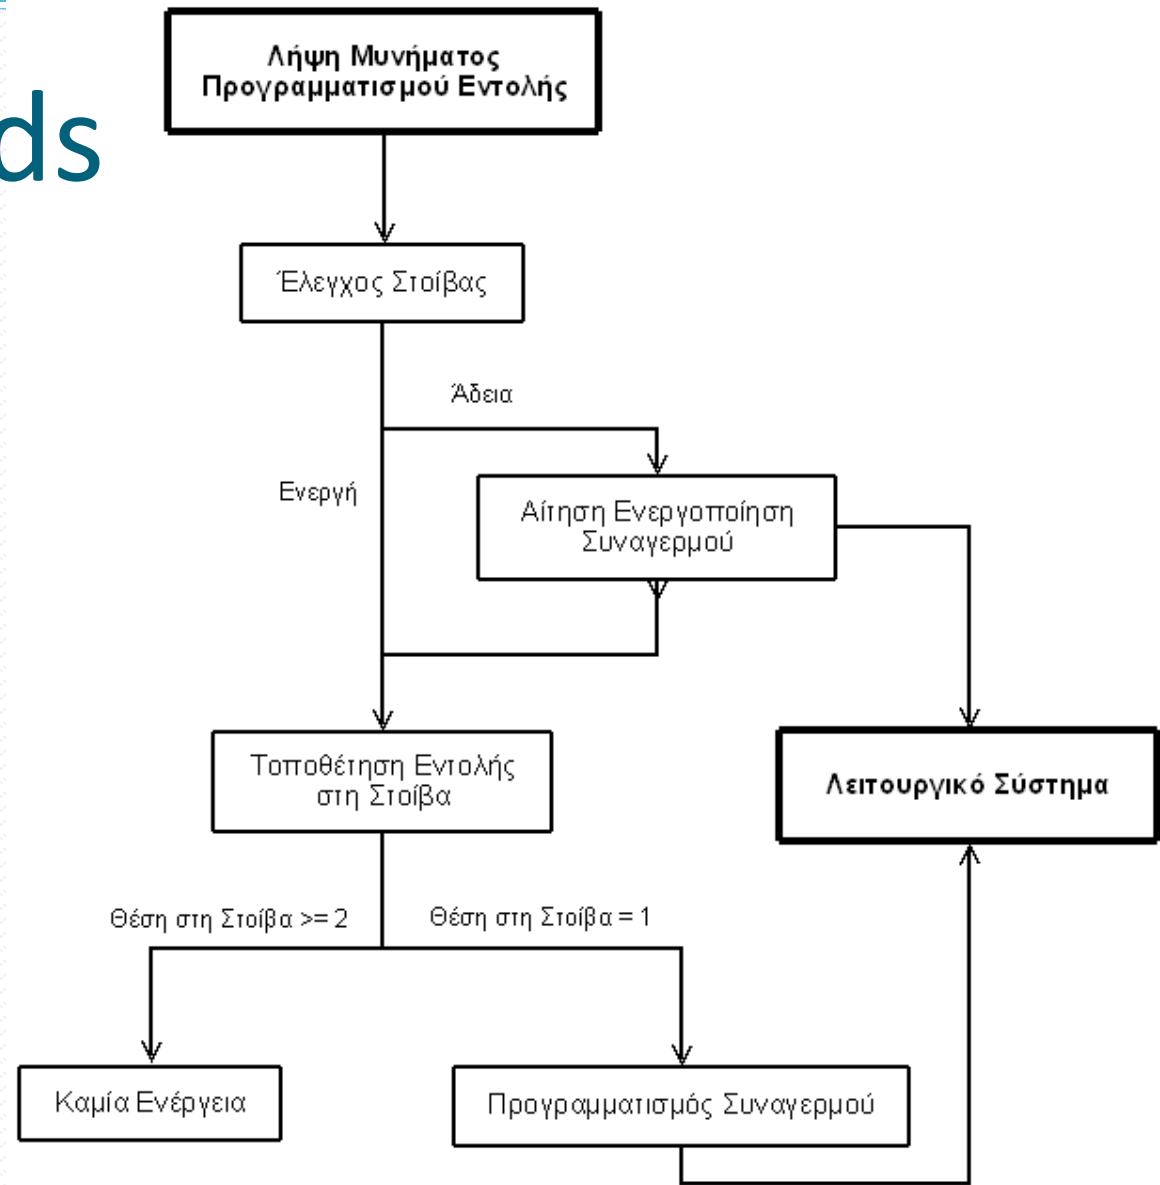 Λήψη Μυνήματος
Προγραμματισμού Εντολής
ds
Έλεγχος Στοίβας
Άδεια
Ενεργή
Αίτηση Ενεργοποίηση
Συναγερμού
Τοποθέτηση Εντολής
στη Στοίβα
Λειτουργικό Σύστημα
Θέση στη Στοίβα >= 2
Θέση στη Στοίβα = 1
Καμία Ενέργεια
Προγραμματισμός Συναγερμού